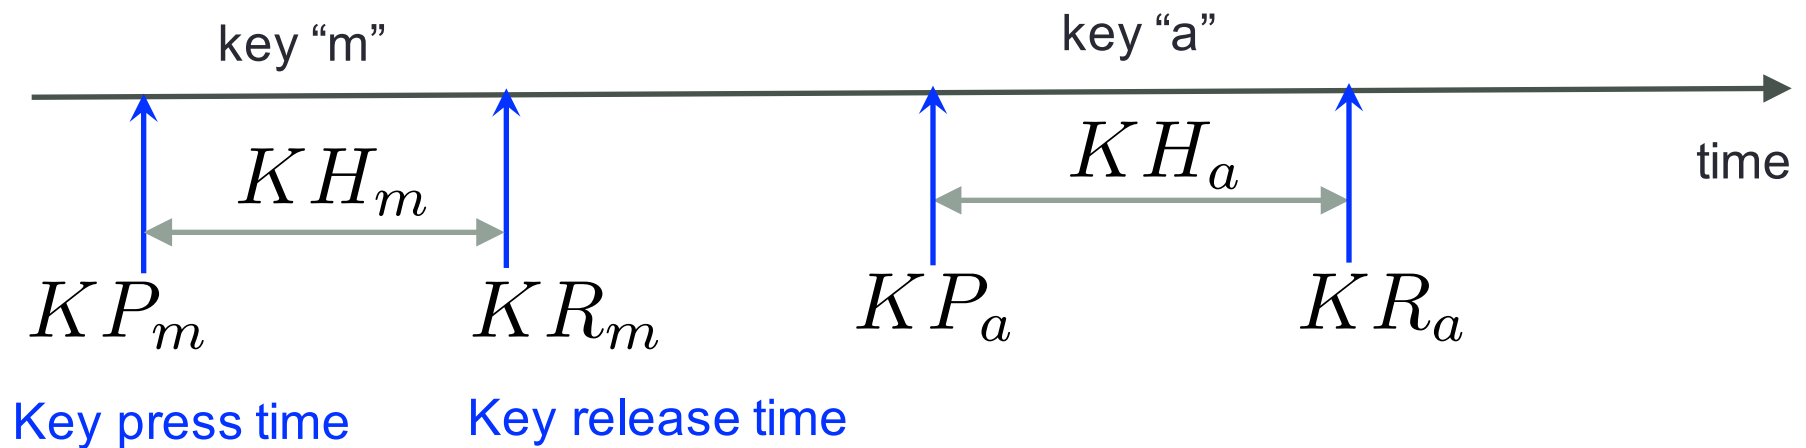 key “m”
key “a”
time
KH_m
KH_a
KP_m
KR_m
KP_a
KR_a
Key press time
Key release time